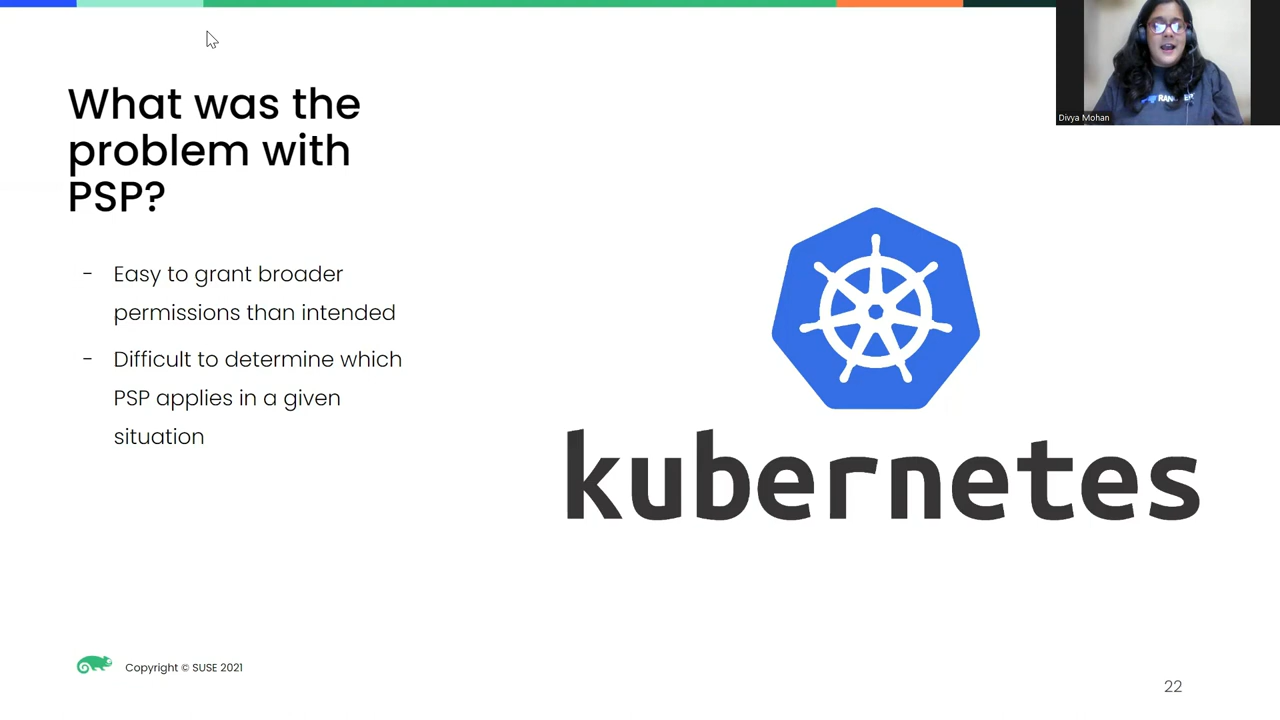 What was the
problem with
PSP?
- Easy to grant broader
permissions than intended
- Difficult to determine which
PSP applies in a given
situation
kubernetes
Divya Mohan
Copyright © SUSE 2021
22